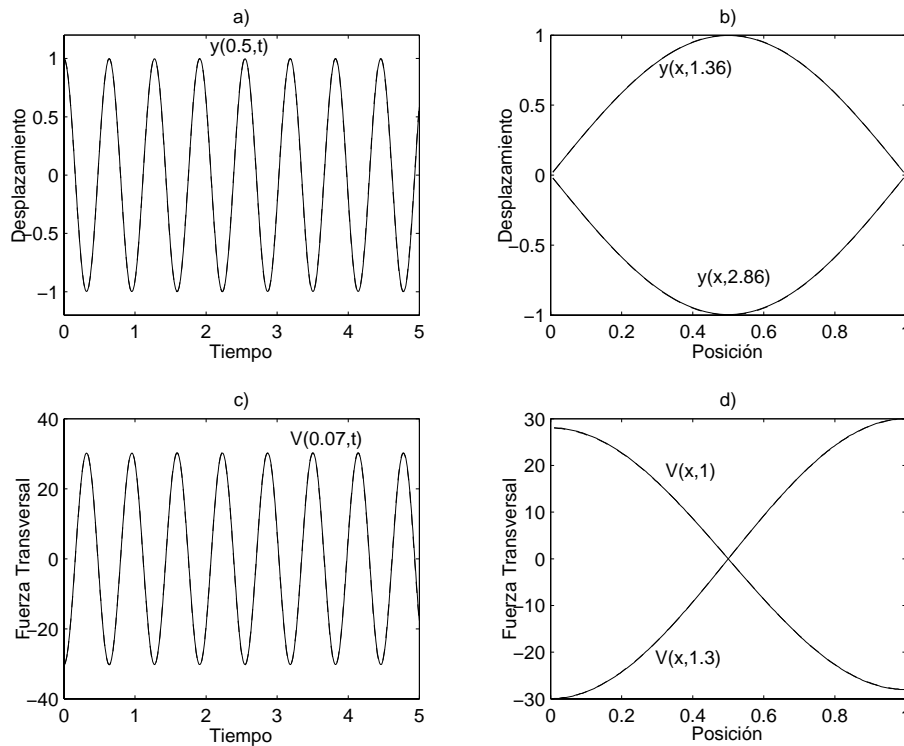 a)
y(0.5,t)
1
0.5
0
−0.5
−1
Desplazamiento
0 1 2 3 4 5
Tiempo
b)
y(x,1.36)
y(x,2.86)
1
0.5
0
−0.5
−1
Desplazamiento
0 0.2 0.4 0.6 0.8 1
Posición
c)
V(0.07,t)
40
20
0
−20
−40
Fuerza Transversal
0 1 2 3 4 5
Tiempo
d)
V(x,1)
V(x,1.3)
30
20
10
0
−10
−20
−30
Fuerza Transversal
0 0.2 0.4 0.6 0.8 1
Posición